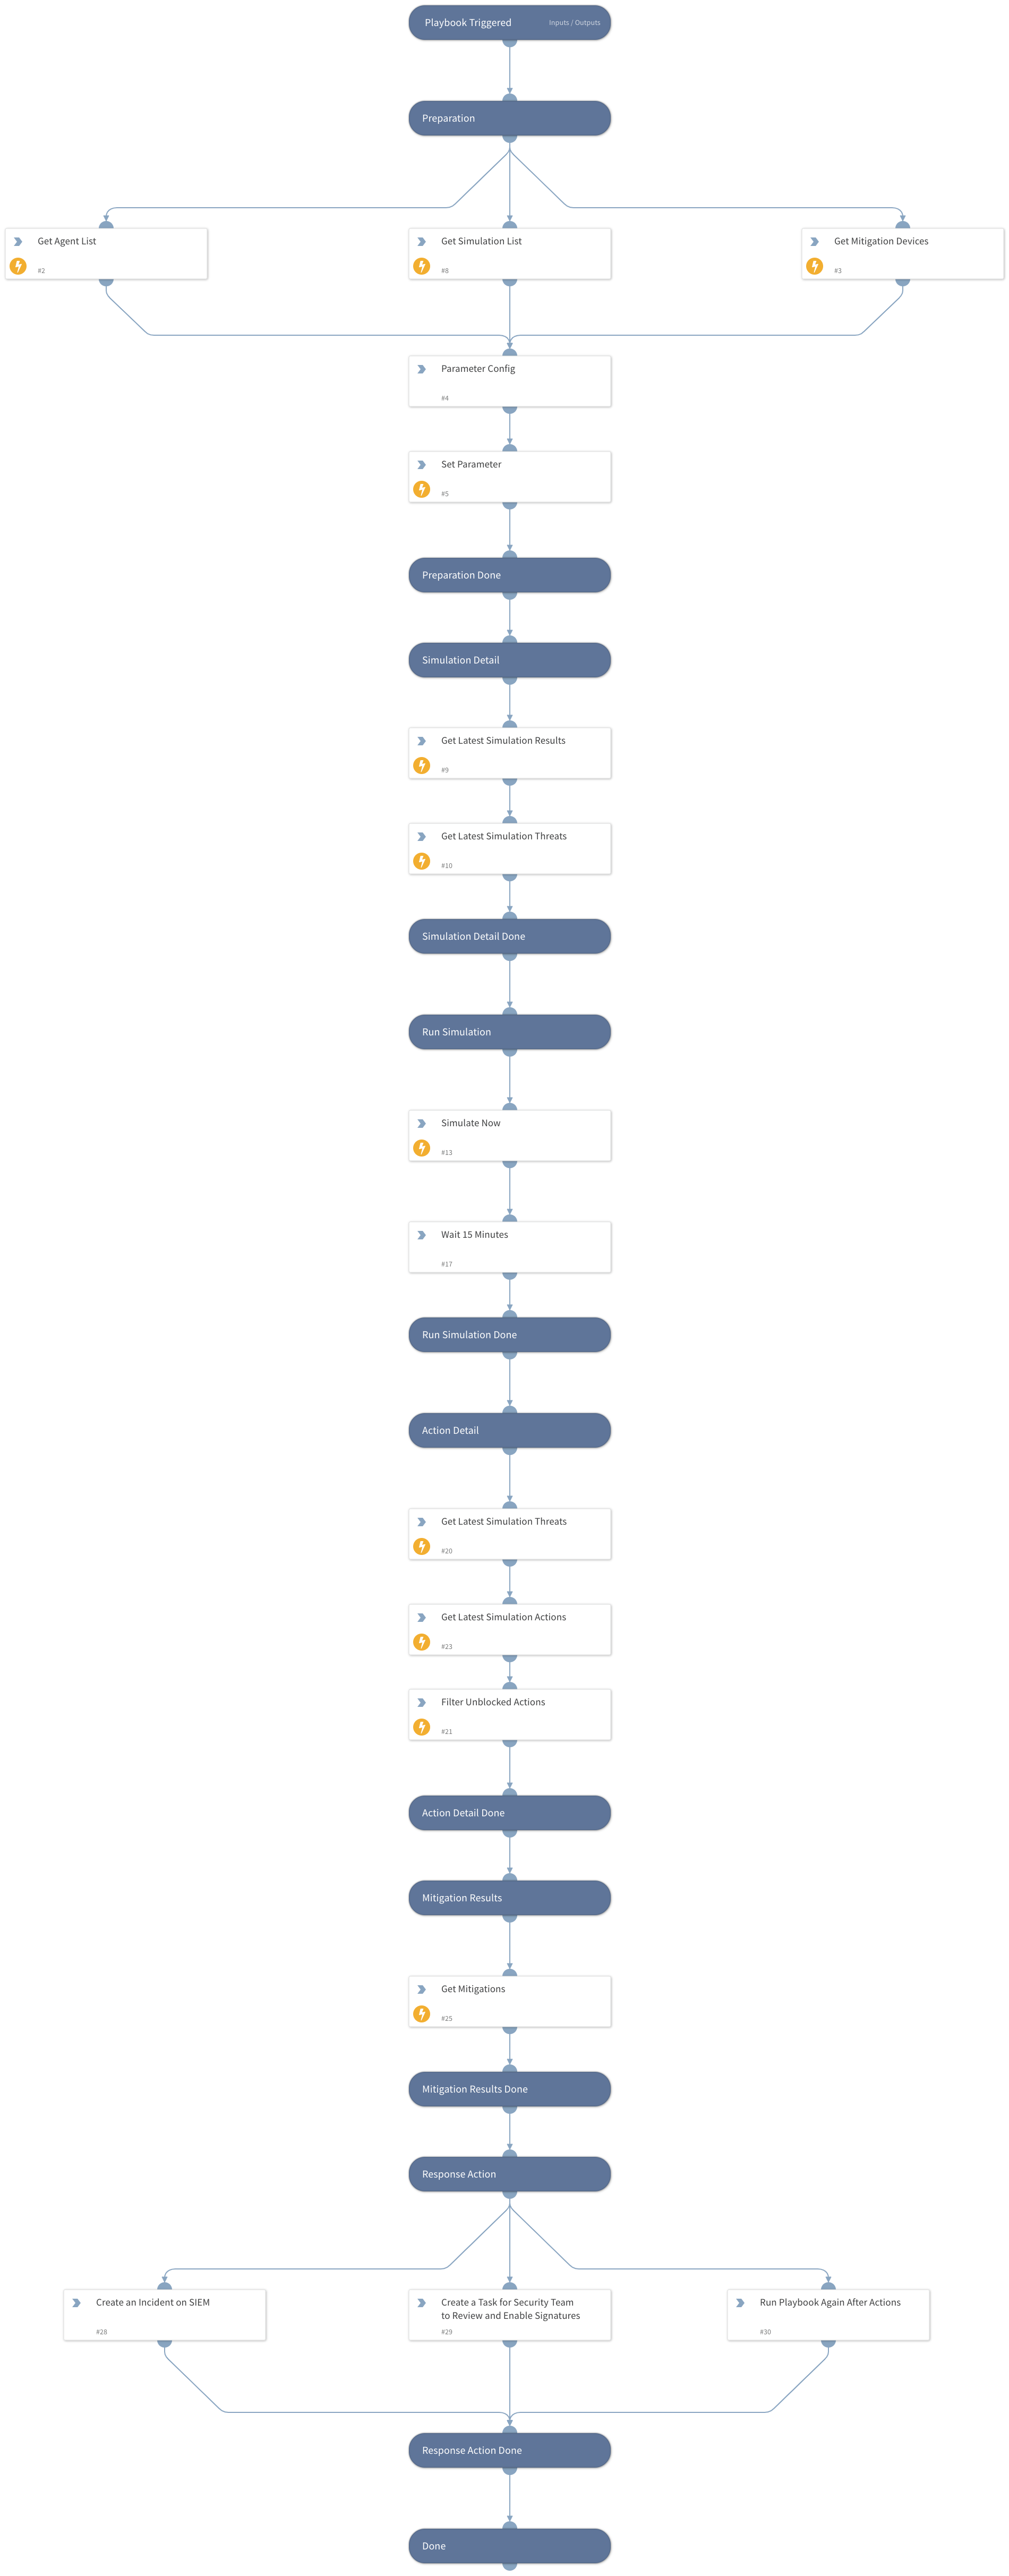 Playbook Triggered
Inputs / Outputs
Preparation
Get Agent List
#2
Get Simulation List
#8
Get Mitigation Devices
#3
Parameter Config
#4
Set Parameter
#5
Preparation Done
Simulation Detail
Get Latest Simulation Results
#9
Get Latest Simulation Threats
#10
Simulation Detail Done
Run Simulation
Simulate Now
#13
Wait 15 Minutes
#17
Run Simulation Done
Action Detail
Get Latest Simulation Threats
#20
Get Latest Simulation Actions
#23
Filter Unblocked Actions
#21
Action Detail Done
Mitigation Results
Get Mitigations
#25
Mitigation Results Done
Response Action
Create an Incident on SIEM
#28
Create a Task for Security Team
to Review and Enable Signatures
#29
Run Playbook Again After Actions
#30
Response Action Done
Done